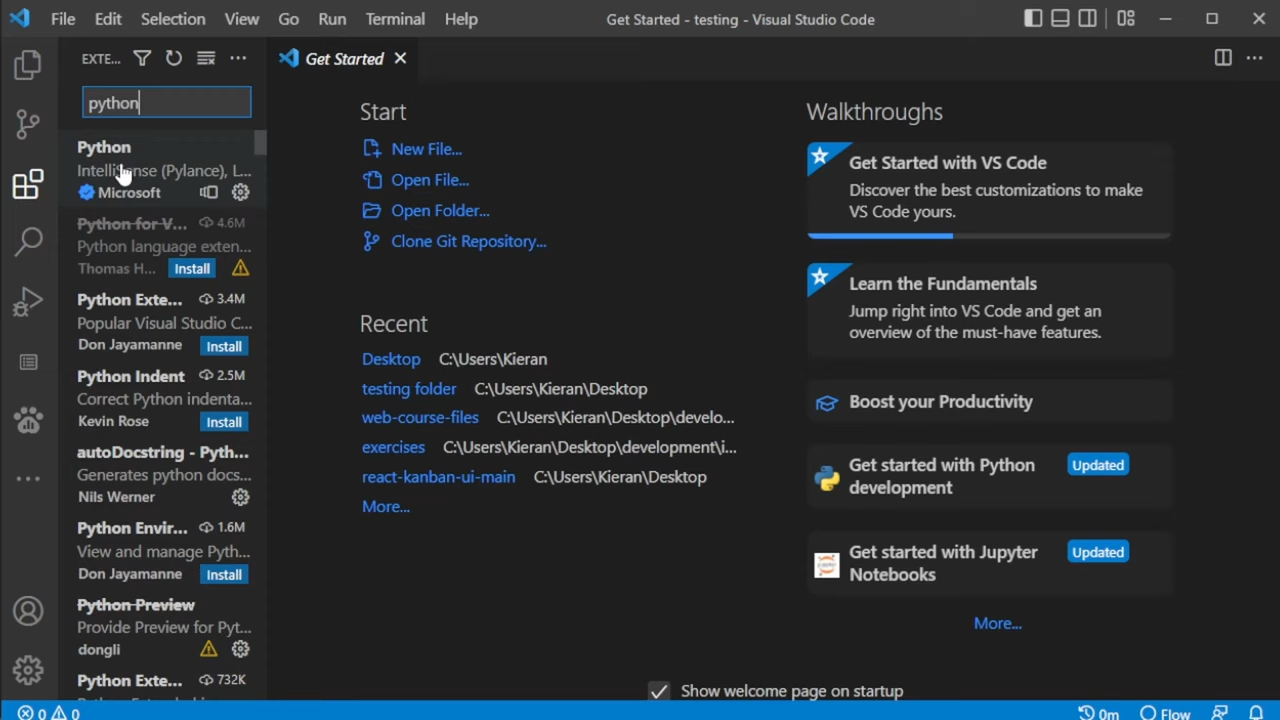 File Edit Selection View Go Run Terminal Help Get Started - testing - Visual Studio Code
EXTE...
Get Started
python
Python
Intellisense (Pylance), L...
Microsoft
Python for V... 4.6M
Python language exten...
Thomas H... Install
Python Exte... 3.4M
Popular Visual Studio C...
Don Jayamanne Install
Python Indent 2.5M
Correct Python indenta...
Kevin Rose Install
autoDocstring - Pyth...
Generates python docs...
Nils Werner
Python Envir... 1.6M
View and manage Pyth...
Don Jayamanne Install
Python Preview
Provide Preview for Pyt...
dongli
Python Exte... 732K
Start
New File...
Open File...
Open Folder...
Clone Git Repository...
Recent
Desktop C:\Users\Kieran
testing folder C:\Users\Kieran\Desktop
web-course-files C:\Users\Kieran\Desktop\develo...
exercises C:\Users\Kieran\Desktop\development\i...
react-kanban-ui-main C:\Users\Kieran\Desktop
More...
Walkthroughs
Get Started with VS Code
Discover the best customizations to make
VS Code yours.
Learn the Fundamentals
Jump right into VS Code and get an
overview of the must-have features.
Boost your Productivity
Get started with Python Updated
development
Get started with Jupyter Updated
Notebooks
More...
Show welcome page on startup
0 0 0m Flow